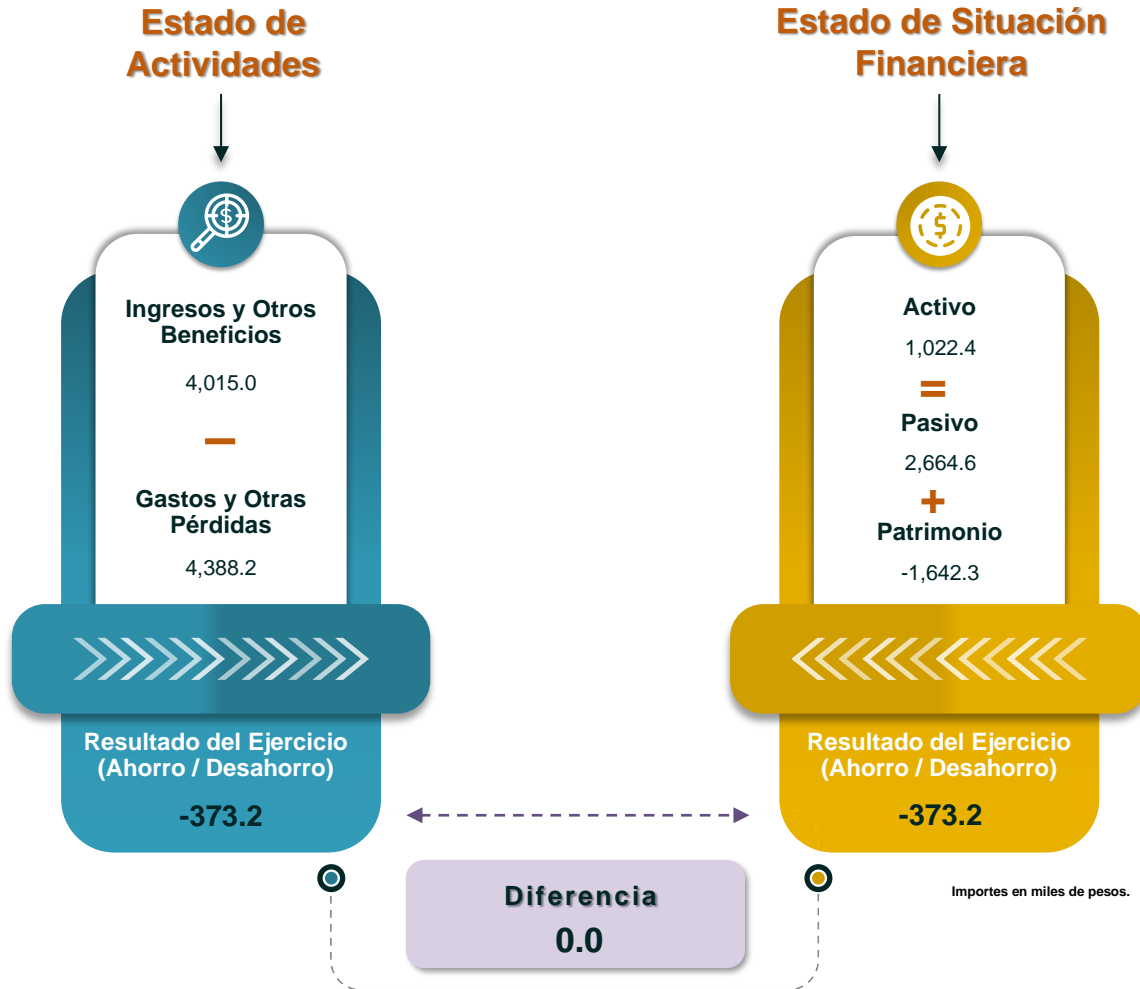 Estado de
Actividades
Ingresos y Otros
Beneficios
4,015.0
–
Gastos y Otras
Pérdidas
4,388.2
Resultado del Ejercicio
(Ahorro / Desahorro)
-373.2
Estado de Situación
Financiera
Activo
1,022.4
=
Pasivo
2,664.6
+
Patrimonio
-1,642.3
Resultado del Ejercicio
(Ahorro / Desahorro)
-373.2
Diferencia
0.0
Importes en miles de pesos.